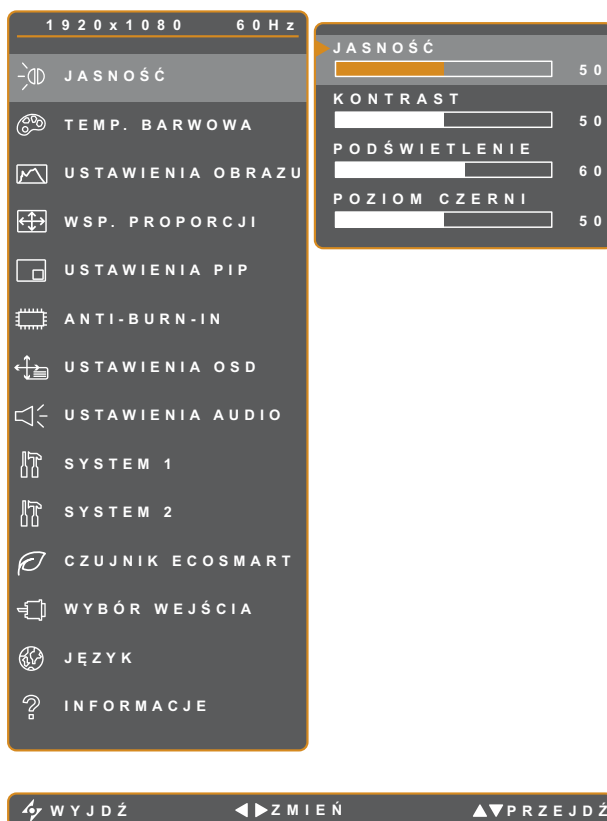 1920x1080 60Hz
JASNOŚĆ
TEMP. BARWOWA
USTAWIENIA OBRAZU
WSP. PROPORCJI
USTAWIENIA PIP
ANTI-BURN-IN
USTAWIENIA OSD
USTAWIENIA AUDIO
SYSTEM 1
SYSTEM 2
CZUJNIK ECOSMART
WYBÓR WEJŚCIA
JĘZYK
INFORMACJE
JASNOŚĆ
50
KONTRAST
50
PODŚWIETLENIE
60
POZIOM CZERNI
50
WYJDŹ ZMIEŃ PRZEJDŹ